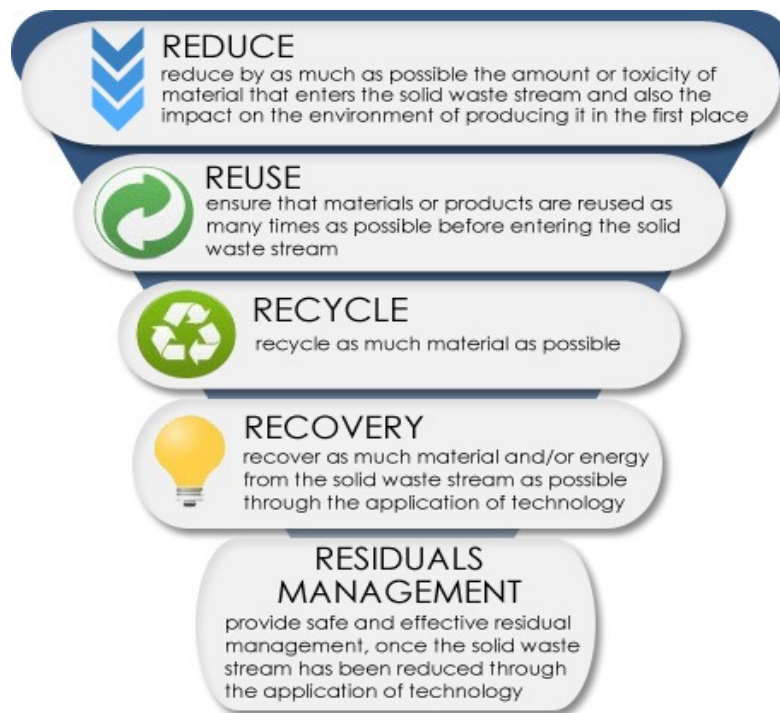 REDUCE
reduce by as much as possible the amount or toxicity of
material that enters the solid waste stream and also the
impact on the environment of producing it in the first place
REUSE
ensure that materials or products are reused as
many times as possible before entering the solid
waste stream
RECYCLE
recycle as much material as possible
RECOVERY
recover as much material and/or energy
from the solid waste stream as possible
through the application of technology
RESIDUALS
MANAGEMENT
provide safe and effective residual
management, once the solid waste
stream has been reduced through
the application of technology